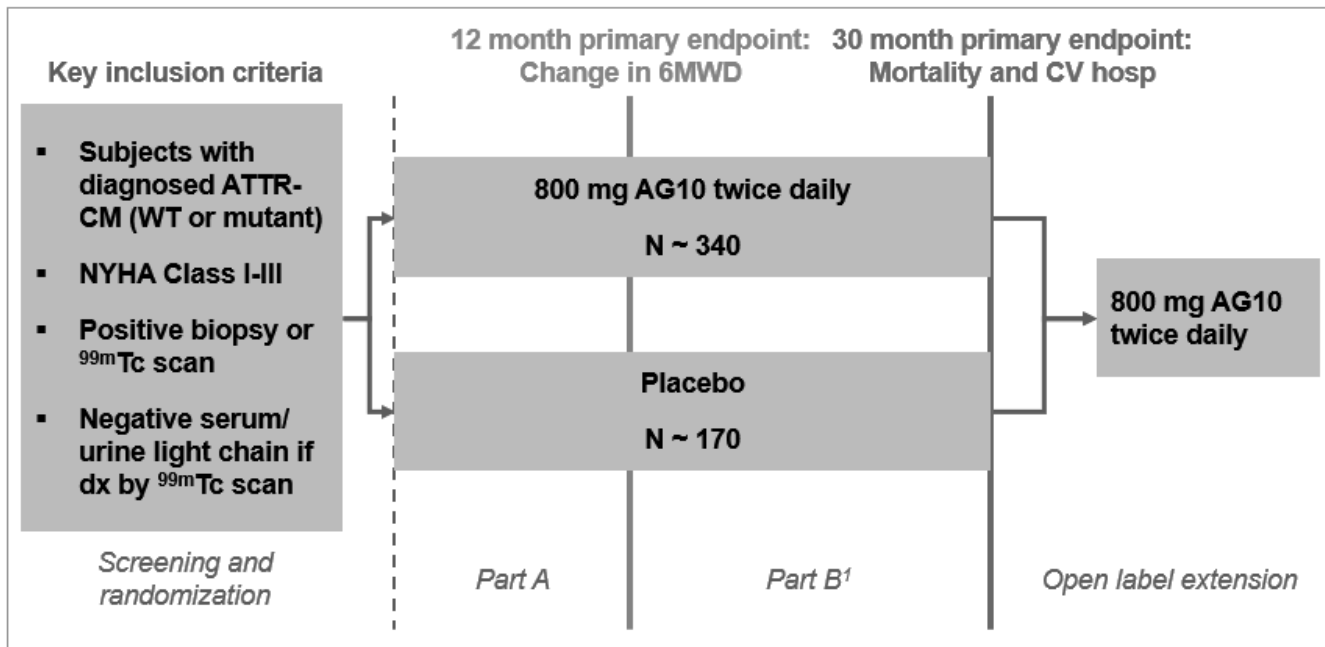 12 month primary endpoint:
Change in 6MWD
30 month primary endpoint:
Mortality and CV hosp
Key inclusion criteria
▪ Subjects with
diagnosed ATTR-
CM (WT or mutant)
▪ NYHA Class I-III
▪ Positive biopsy or
99mTc scan
▪ Negative serum/
urine light chain if
dx by 99mTc scan
800 mg AG10 twice daily
N ~ 340
Placebo
N ~ 170
800 mg AG10
twice daily
Screening and
randomization
Part A
Part B¹
Open label extension